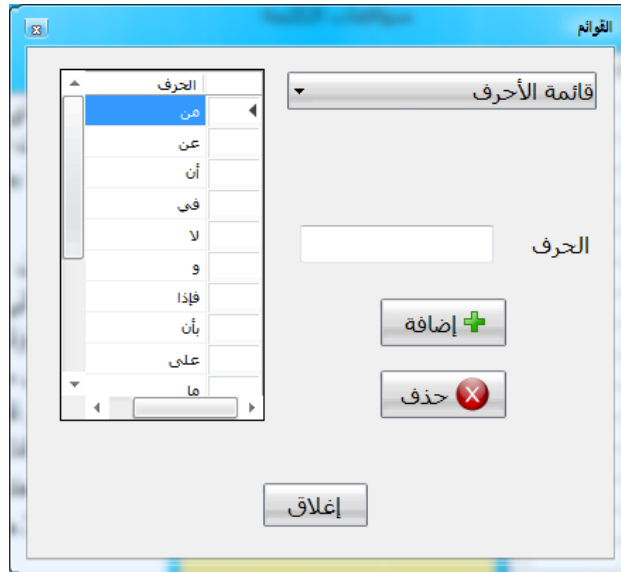 القوائم
قائمة الأحرف
الحرف
إضافة
حذف
الحرف
من
عن
أن
في
لا
و
فإذا
بأن
على
ما
إغلاق